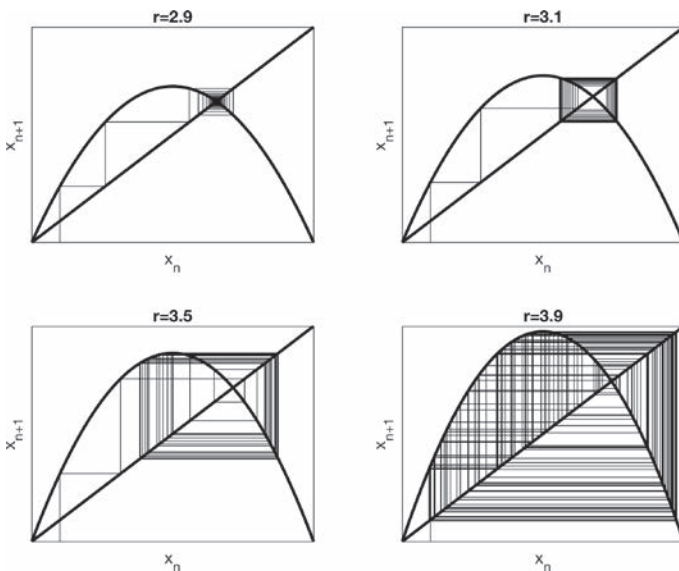 r=2.9
r=3.1
x_{n+1}
x_{n+1}
x_n
x_n
r=3.5
r=3.9
x_{n+1}
x_{n+1}
x_n
x_n